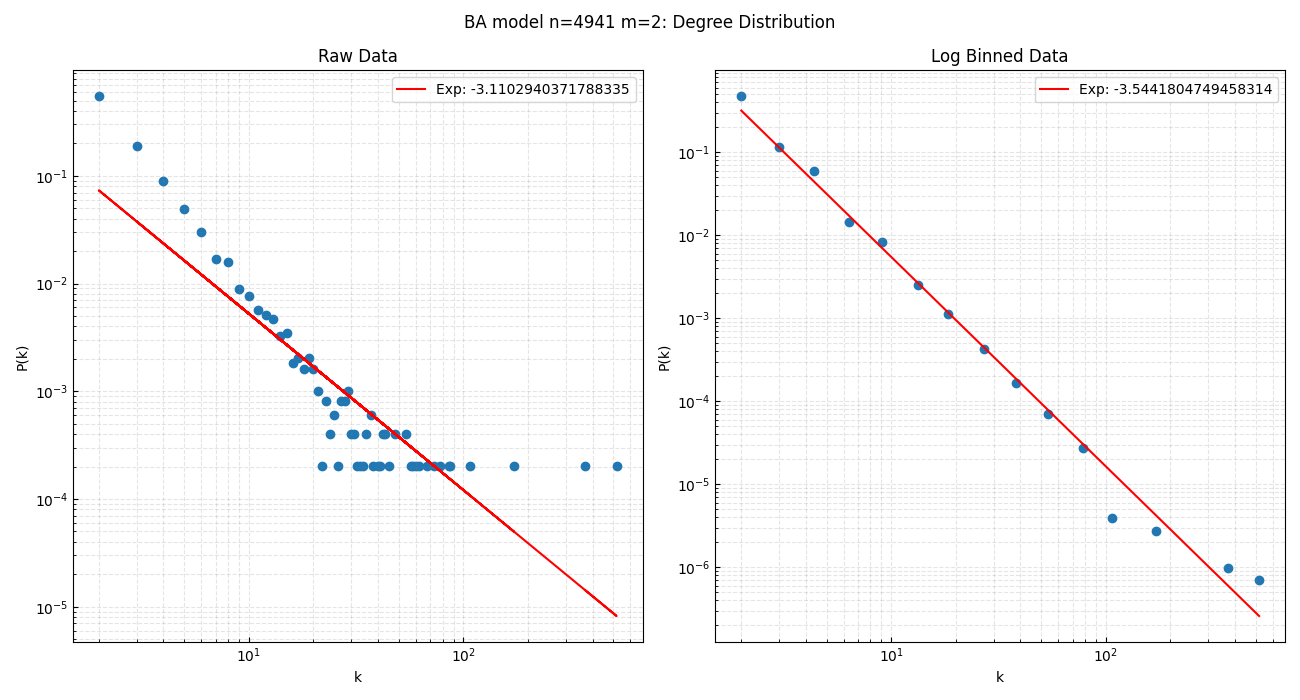 BA model n=4941 m=2: Degree Distribution
Raw Data
Exp: -3.1102940371788335
10⁻¹
10⁻²
10⁻³
10⁻⁴
10⁻⁵
P(k)
10¹
10²
k
Log Binned Data
Exp: -3.5441804749458314
10⁻¹
10⁻²
10⁻³
10⁻⁴
10⁻⁵
10⁻⁶
P(k)
10¹
10²
k